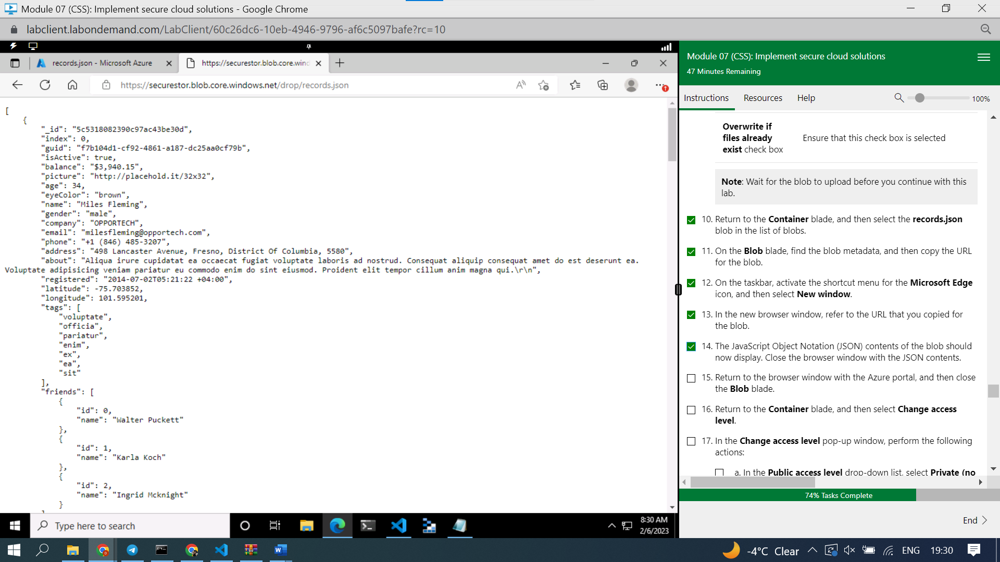 Module 07 (CSS): Implement secure cloud solutions - Google Chrome
labclient.labondemand.com/LabClient/60c26dc6-10eb-4946-9796-af6c5097bafe?rc=10
records.json - Microsoft Azure
https://securestor.blob.core.wind
https://securestor.blob.core.windows.net/drop/records.json
[
{
"_id": "5c5318082390c97ac43be30d",
"index": 0,
"guid": "f7b104d1-cf92-4861-a187-dc25aa0cf79b",
"isActive": true,
"balance": "$3,940.15",
"picture": "http://placehold.it/32x32",
"age": 34,
"eyeColor": "brown",
"name": "Miles Fleming",
"gender": "male",
"company": "OPPORTECH",
"email": "milesfleming@opportech.com",
"phone": "+1 (846) 485-3207",
"address": "498 Lancaster Avenue, Fresno, District Of Columbia, 5580",
"about": "Aliqua irure cupidatat ea occaecat fugiat voluptate laboris ad nostrud. Consequat aliquip consequat amet do est deserunt ea.
Voluptate adipisicing veniam pariatur eu commodo enim do sint eiusmod. Proident elit tempor cillum anim magna qui.\r\n",
"registered": "2014-07-02T05:21:22 +04:00",
"latitude": -75.703852,
"longitude": 101.595201,
"tags": [
"voluptate",
"officia",
"pariatur",
"enim",
"ex",
"ea",
"sit"
],
"friends": [
{
"id": 0,
"name": "Walter Puckett"
},
{
"id": 1,
"name": "Karla Koch"
},
{
"id": 2,
"name": "Ingrid Mcknight"
}
Type here to search
8:30 AM
2/6/2023
Module 07 (CSS): Implement secure cloud solutions
47 Minutes Remaining
Instructions Resources Help 100%
Overwrite if
files already
exist check box
Ensure that this check box is selected
Note: Wait for the blob to upload before you continue with this
lab.
10. Return to the Container blade, and then select the records.json
blob in the list of blobs.
11. On the Blob blade, find the blob metadata, and then copy the URL
for the blob.
12. On the taskbar, activate the shortcut menu for the Microsoft Edge
icon, and then select New window.
13. In the new browser window, refer to the URL that you copied for
the blob.
14. The JavaScript Object Notation (JSON) contents of the blob should
now display. Close the browser window with the JSON contents.
15. Return to the browser window with the Azure portal, and then close
the Blob blade.
16. Return to the Container blade, and then select Change access
level.
17. In the Change access level pop-up window, perform the following
actions:
a. In the Public access level drop-down list, select Private (no
74% Tasks Complete
End
-4°C Clear
ENG
19:30